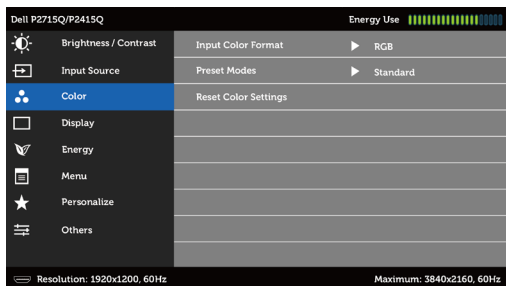 Dell P2715Q/P2415Q
Energy Use
Brightness / Contrast
Input Color Format
RGB
Input Source
Preset Modes
Standard
Color
Reset Color Settings
Display
Energy
Menu
Personalize
Others
Resolution: 1920x1200, 60Hz
Maximum: 3840x2160, 60Hz